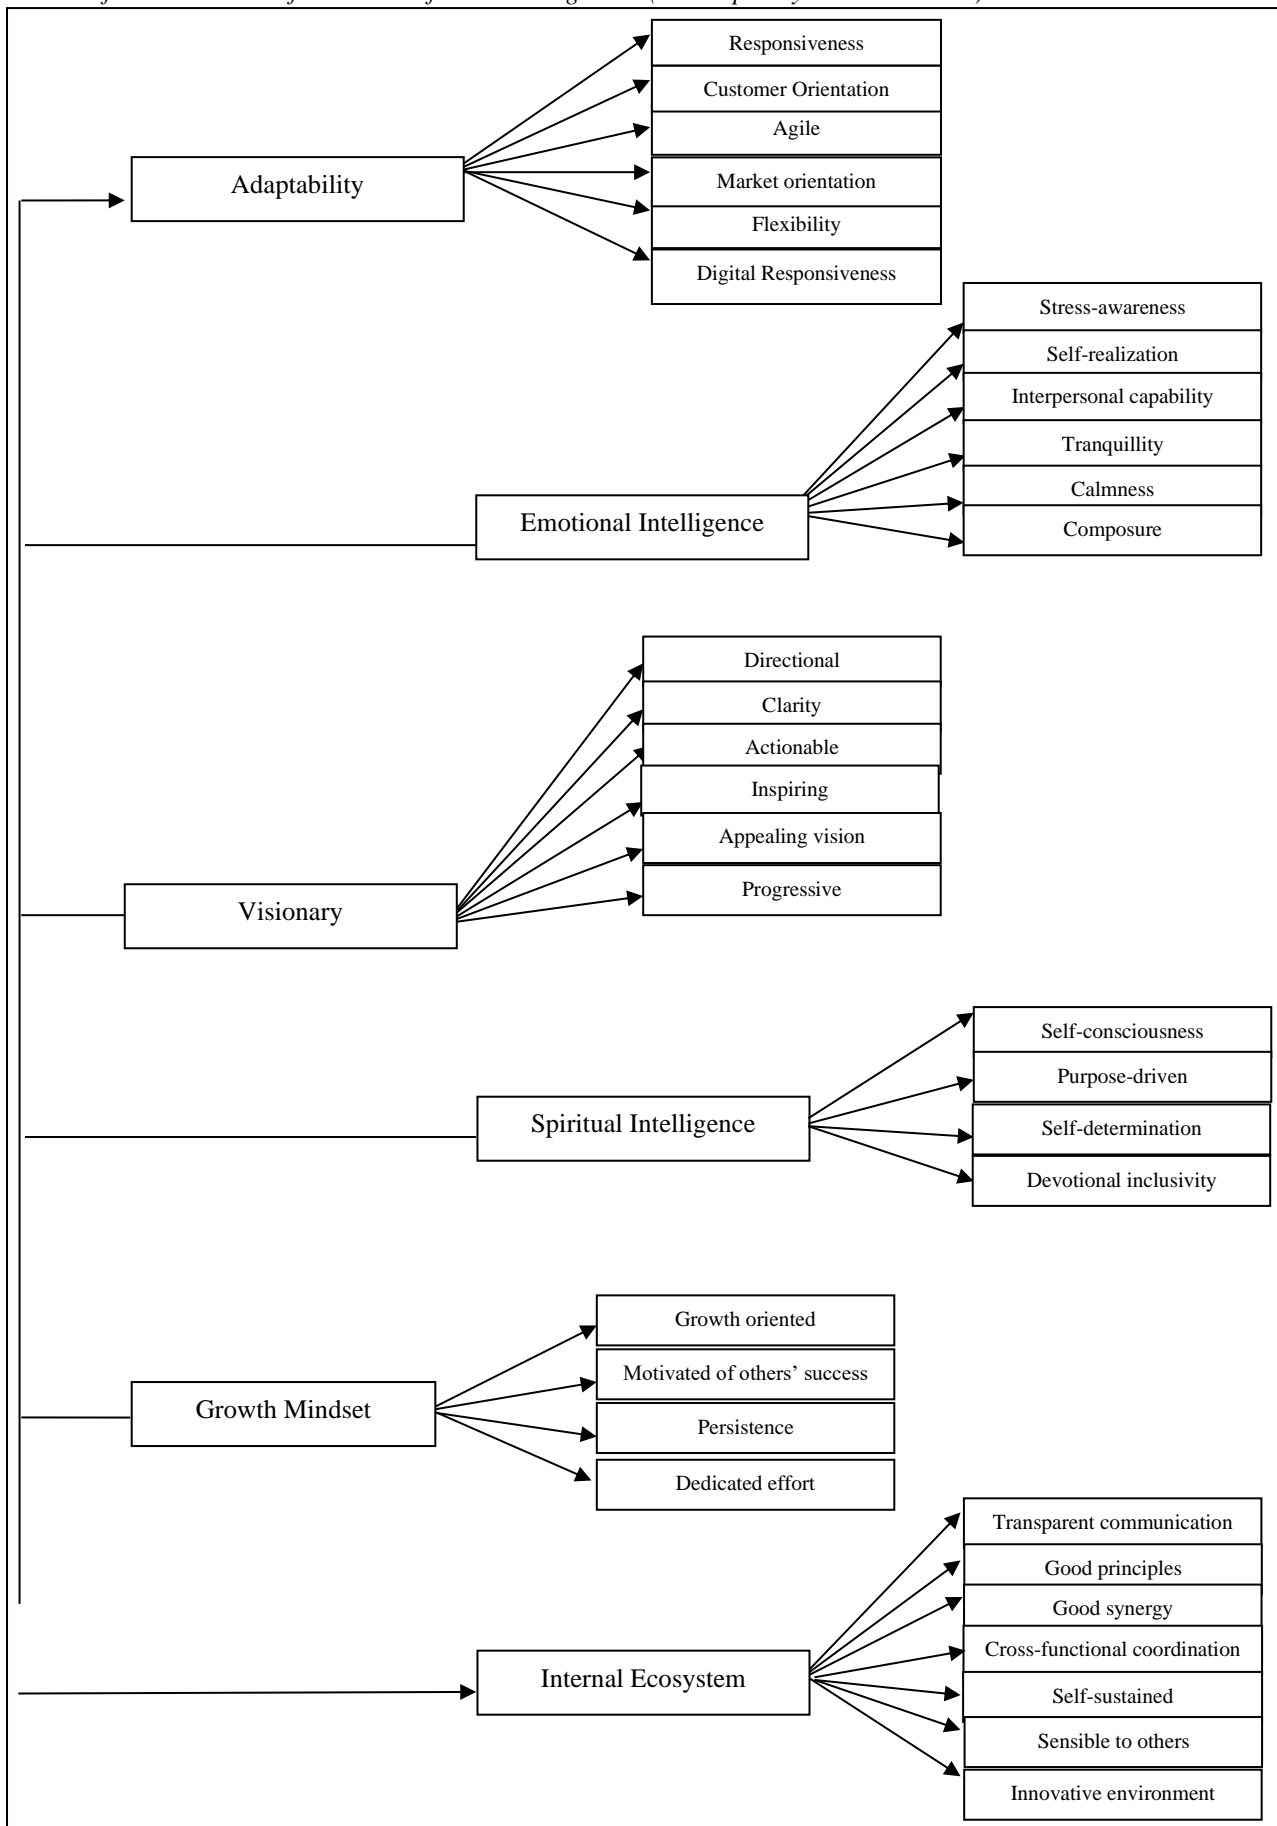 Responsiveness
Customer Orientation
Agile
Adaptability
Market orientation
Flexibility
Digital Responsiveness
Stress-awareness
Self-realization
Interpersonal capability
Tranquillity
Calmness
Emotional Intelligence
Composure
Directional
Clarity
Actionable
Inspiring
Appealing vision
Progressive
Visionary
Self-consciousness
Purpose-driven
Spiritual Intelligence
Self-determination
Devotional inclusivity
Growth oriented
Motivated of others’ success
Growth Mindset
Persistence
Dedicated effort
Transparent communication
Good principles
Good synergy
Cross-functional coordination
Internal Ecosystem
Self-sustained
Sensible to others
Innovative environment